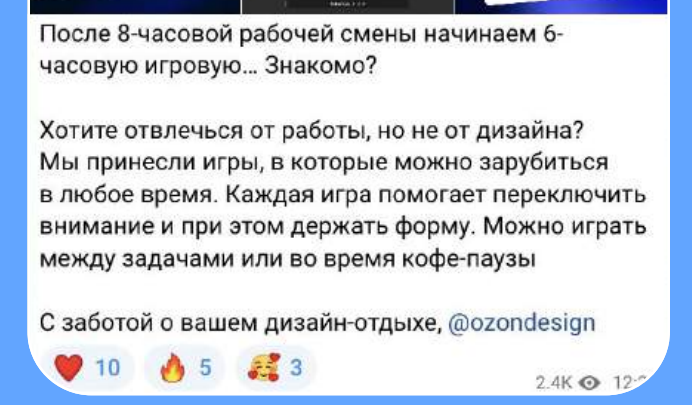 После 8-часовой рабочей смены начинаем 6-
часовую игровую... Знакомо?
Хотите отвлечься от работы, но не от дизайна?
Мы принесли игры, в которые можно зарубиться
в любое время. Каждая игра помогает переключить
внимание и при этом держать форму. Можно играть
между задачами или во время кофе-паузы
С заботой о вашем дизайн-отдыхе, @ozondesign
10 5 3
2.4K